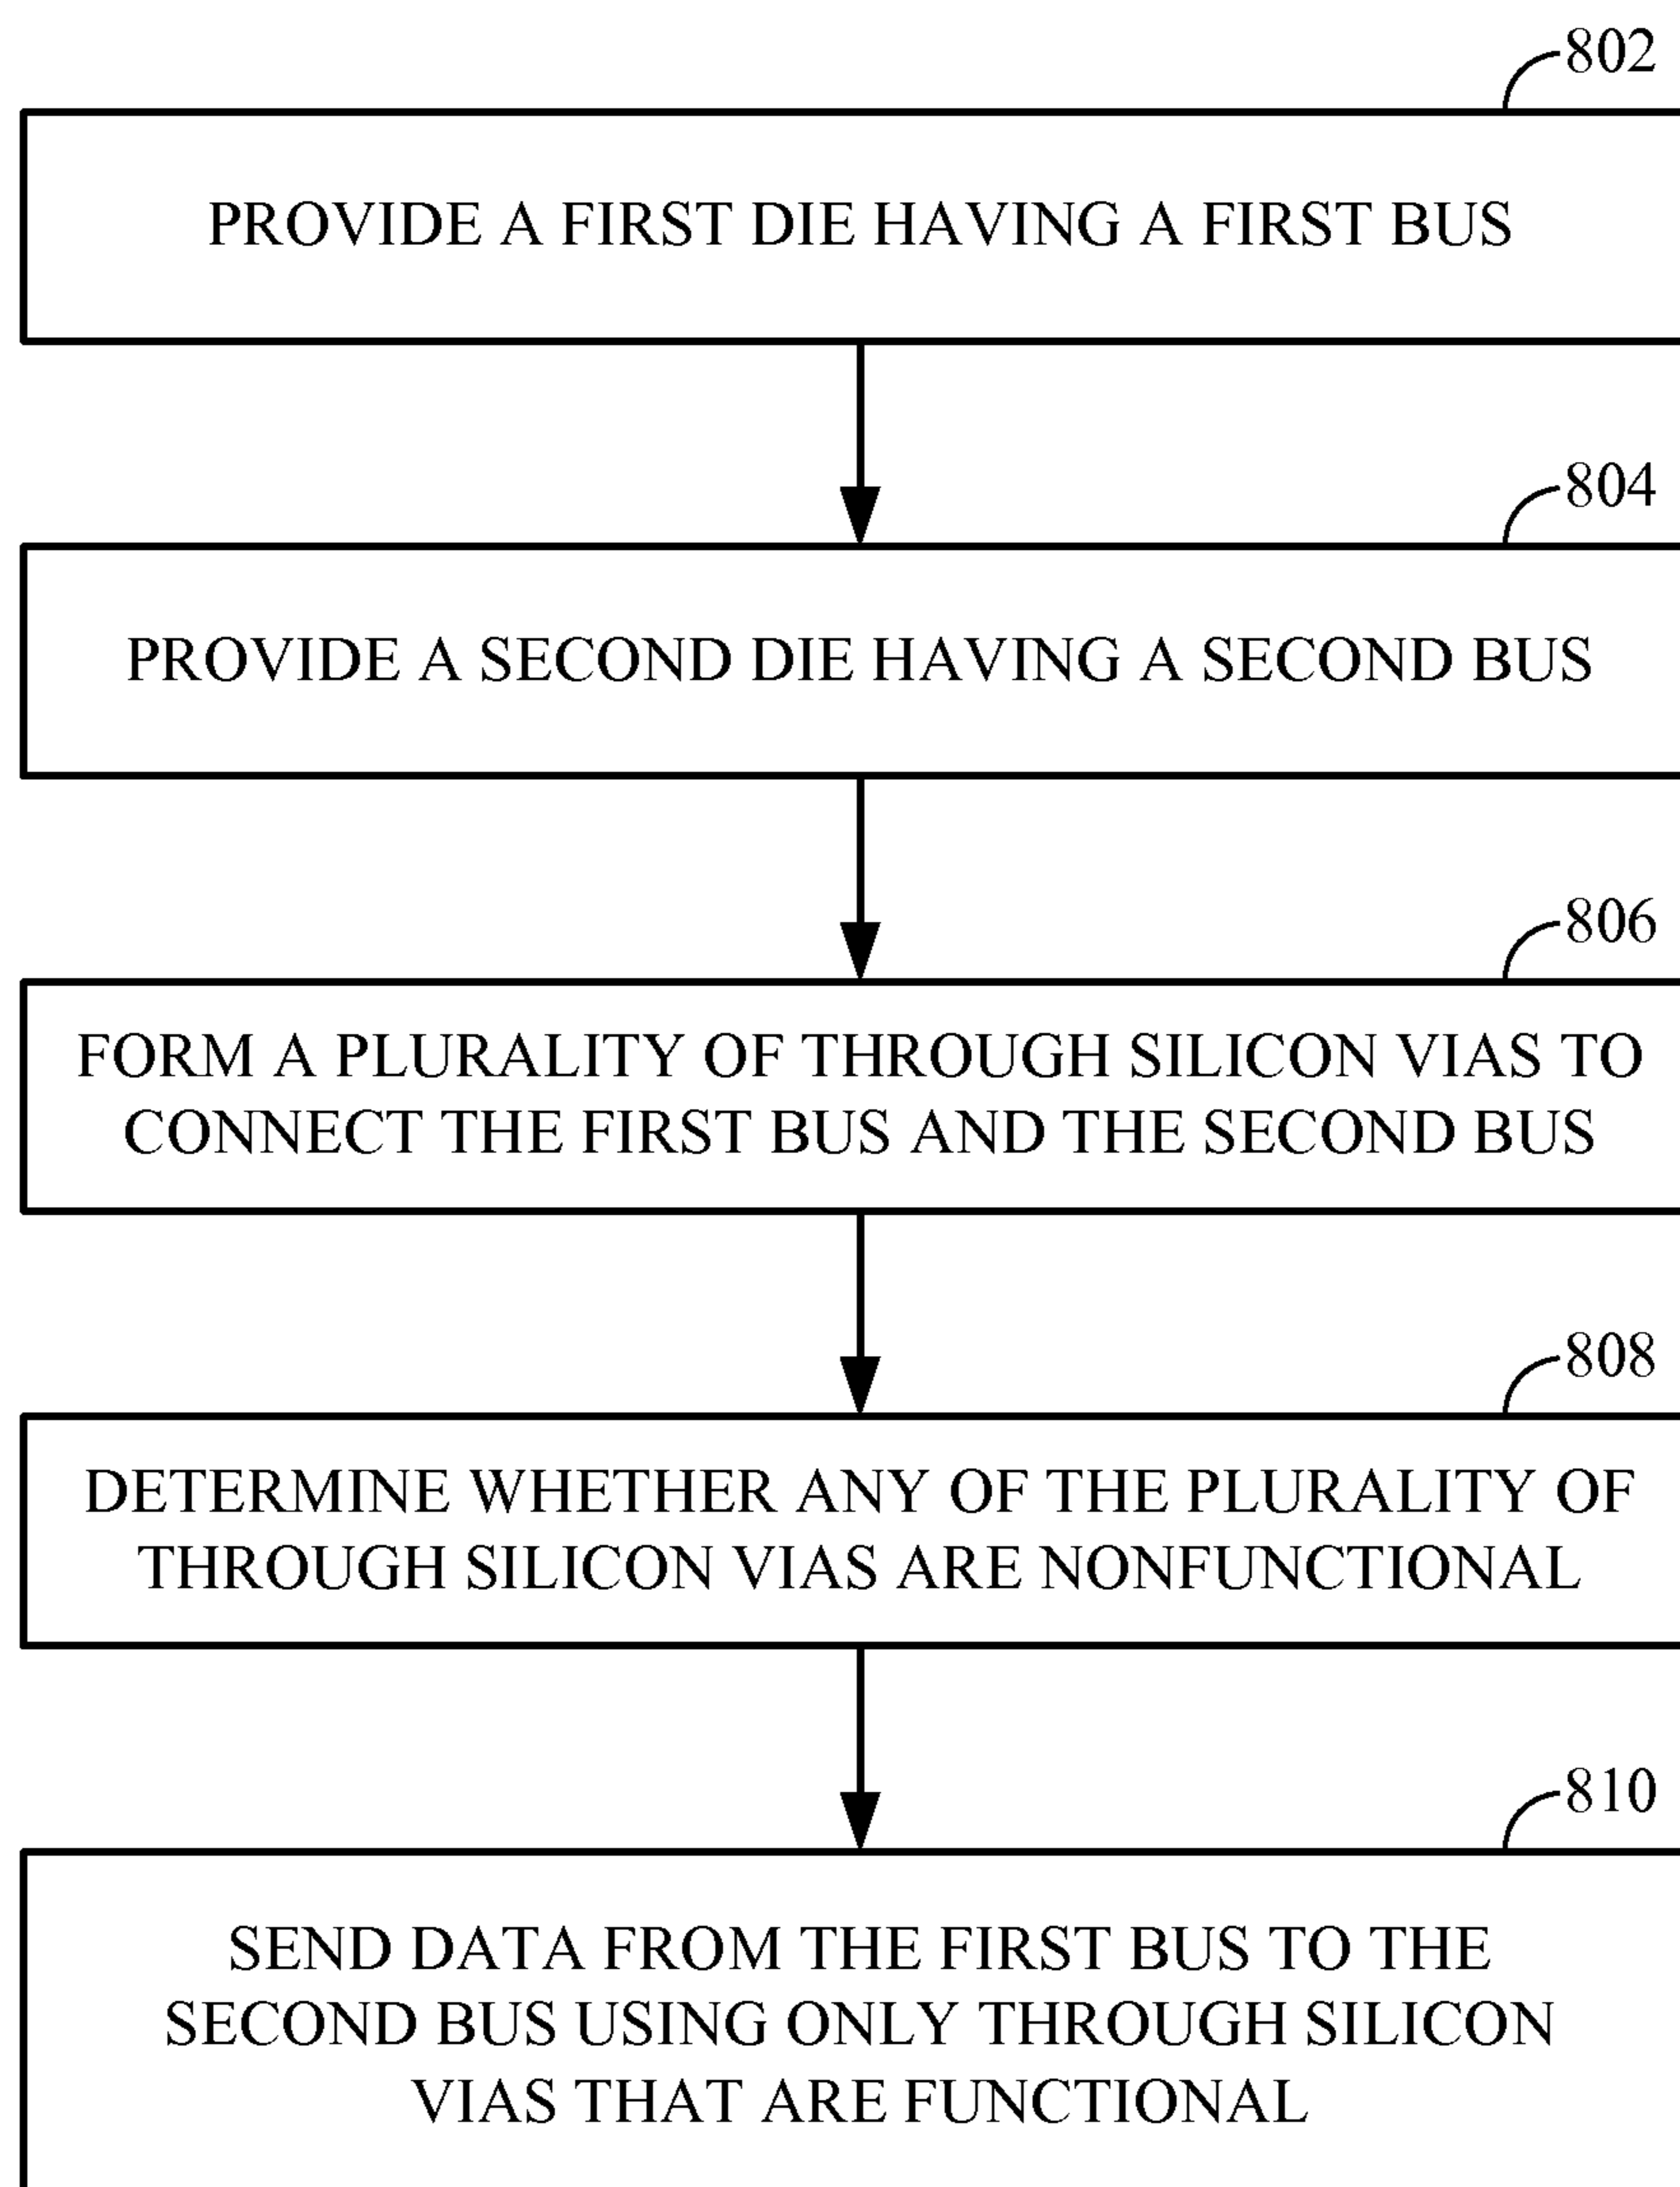 802
PROVIDE A FIRST DIE HAVING A FIRST BUS
804
PROVIDE A SECOND DIE HAVING A SECOND BUS
806
FORM A PLURALITY OF THROUGH SILICON VIAS TO
CONNECT THE FIRST BUS AND THE SECOND BUS
808
DETERMINE WHETHER ANY OF THE PLURALITY OF
THROUGH SILICON VIAS ARE NONFUNCTIONAL
810
SEND DATA FROM THE FIRST BUS TO THE
SECOND BUS USING ONLY THROUGH SILICON
VIAS THAT ARE FUNCTIONAL